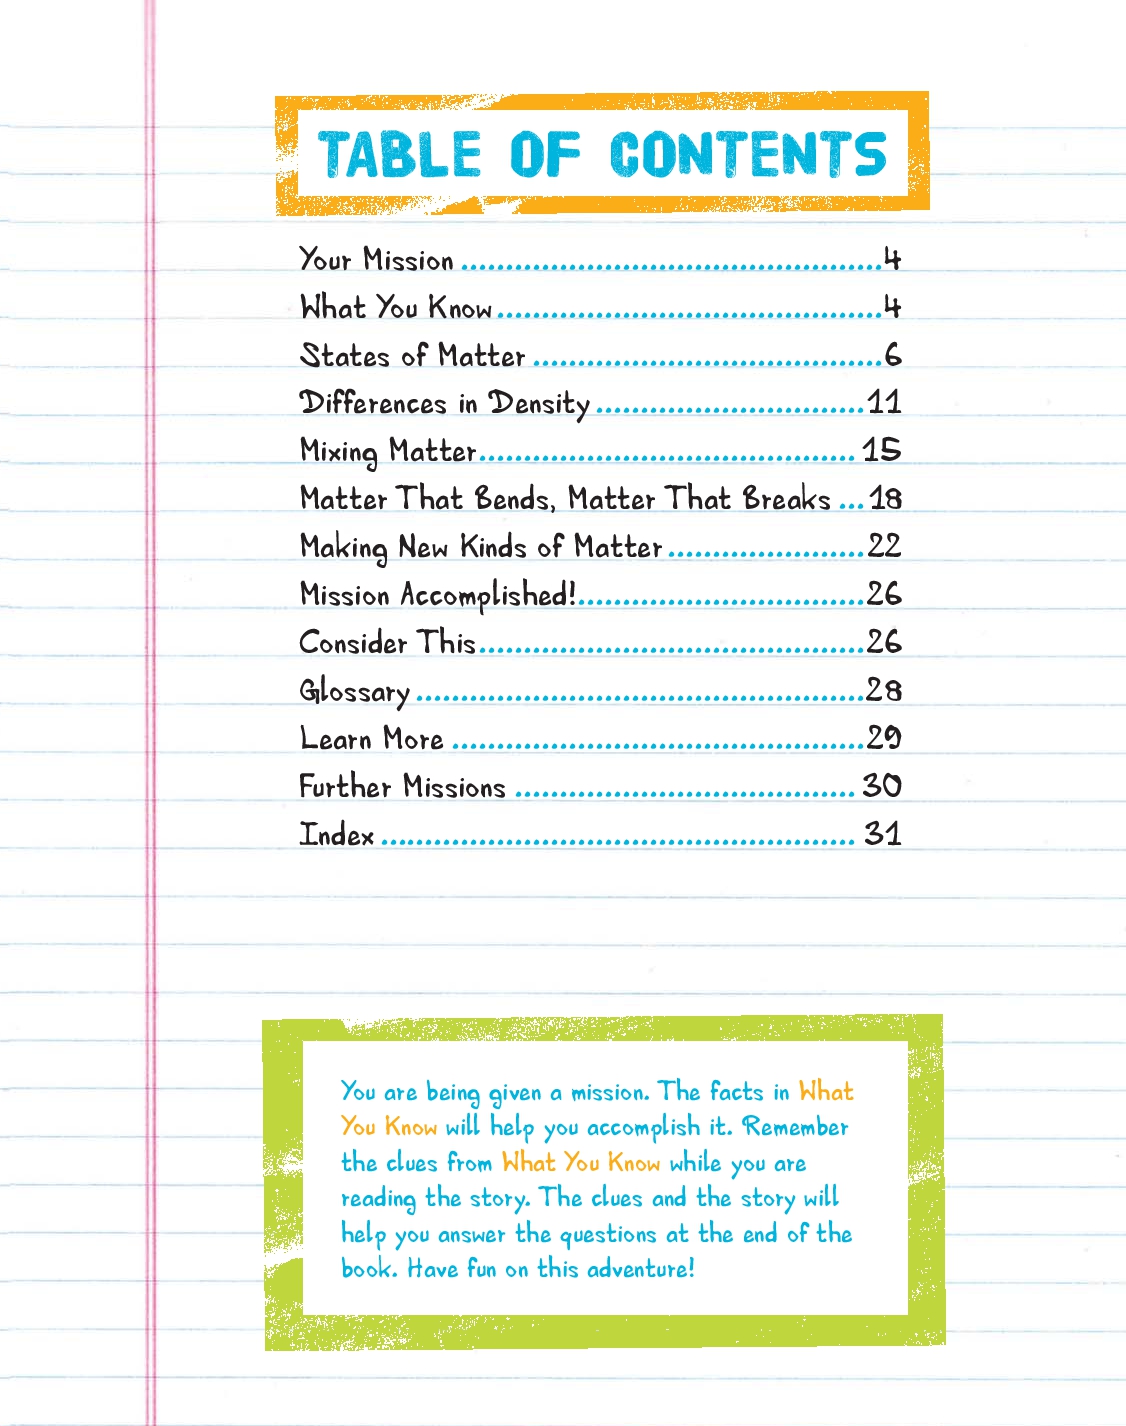 TABLE OF CONTENTS
Your Mission ................................................ 4
What You Know ............................................ 4
States of Matter ........................................ 6
Differences in Density ............................... 11
Mixing Matter ........................................... 15
Matter That Bends, Matter That Breaks ... 18
Making New Kinds of Matter ...................... 22
Mission Accomplished! ................................ 26
Consider This ............................................ 26
Glossary ................................................... 28
Learn More ............................................... 29
Further Missions ....................................... 30
Index ...................................................... 31
You are being given a mission. The facts in What
You Know will help you accomplish it. Remember
the clues from What You Know while you are
reading the story. The clues and the story will
help you answer the questions at the end of the
book. Have fun on this adventure!